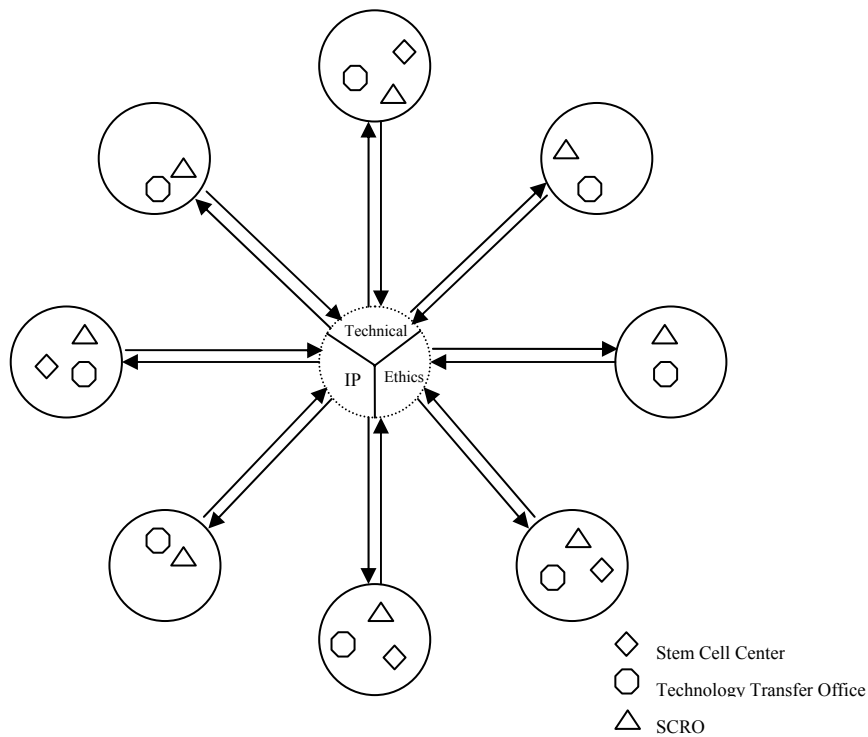 Technical
IP
Ethics
Stem Cell Center
Technology Transfer Office
SCRO